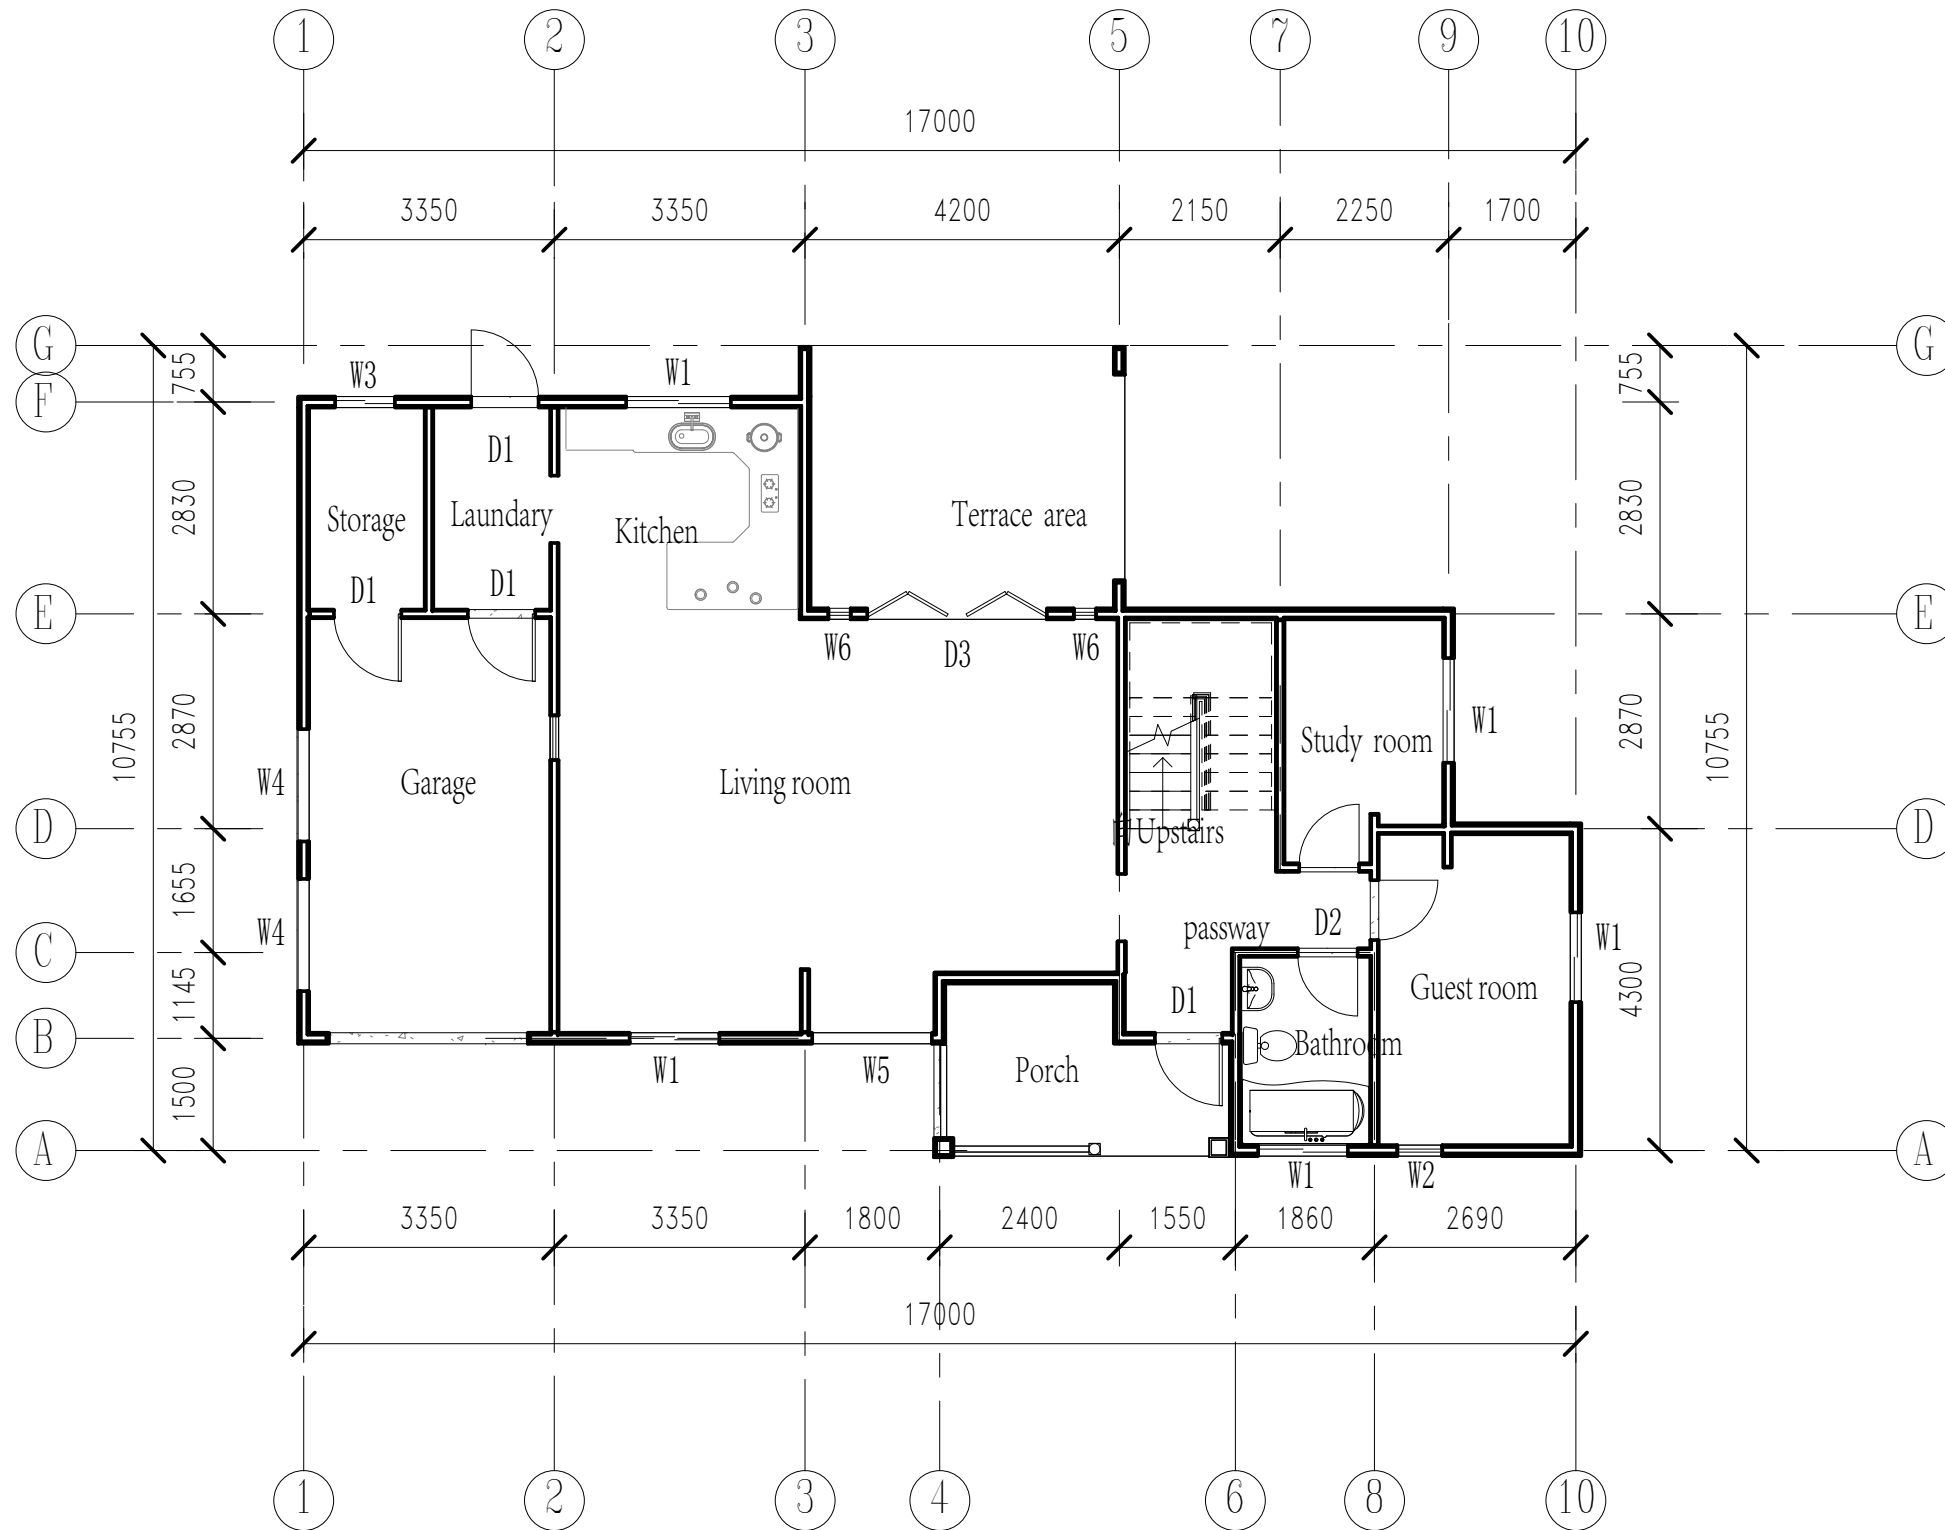 1 2 3 5 7 9 10
17000
3350 3350 4200 2150 2250 1700
G G
755 755
W3 W1
F
D1
2830 2830
Storage Laundary Kitchen Terrace area
D1 D1
E E
W6 D3 W6
2870 2870
10755 10755
W4 Garage Living room Study room W1
D Upstairs D
1655
W4 passway D2 W1
C
1145 D1 Guest room 4300
B Bathroom
W1 W5 Porch
1500
A A
W1 W2
3350 3350 1800 2400 1550 1860 2690
17000
1 2 3 4 6 8 10